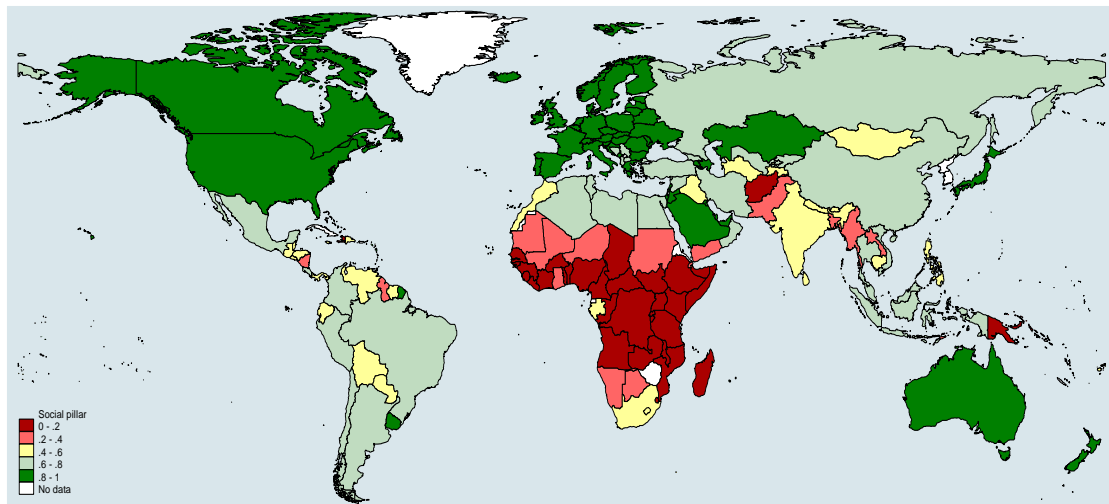 Social pillar
0 - .2
.2 - .4
.4 - .6
.6 - .8
.8 - 1
No data